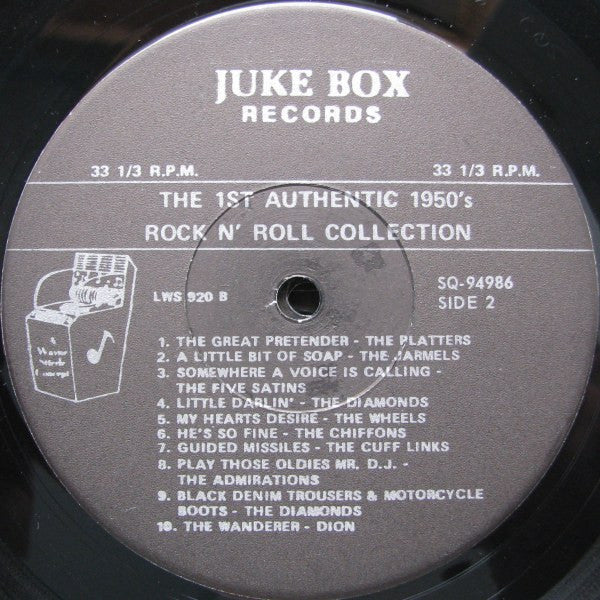 JUKE BOX
RECORDS
33 1/3 R.P.M. 33 1/3 R.P.M.
THE 1ST AUTHENTIC 1950's
ROCK N' ROLL COLLECTION
LWS 920 B
SQ-94986
SIDE 2
1. THE GREAT PRETENDER - THE PLATTERS
2. A LITTLE BIT OF SOAP - THE JARMELS
3. SOMEWHERE A VOICE IS CALLING -
THE FIVE SATINS
4. LITTLE DARLIN' - THE DIAMONDS
5. MY HEARTS DESIRE - THE WHEELS
6. HE'S SO FINE - THE CHIFFONS
7. GUIDED MISSILES - THE CUFF LINKS
8. PLAY THOSE OLDIES MR. D.J. -
THE ADMIRATIONS
9. BLACK DENIM TROUSERS & MOTORCYCLE
BOOTS - THE DIAMONDS
10. THE WANDERER - DION